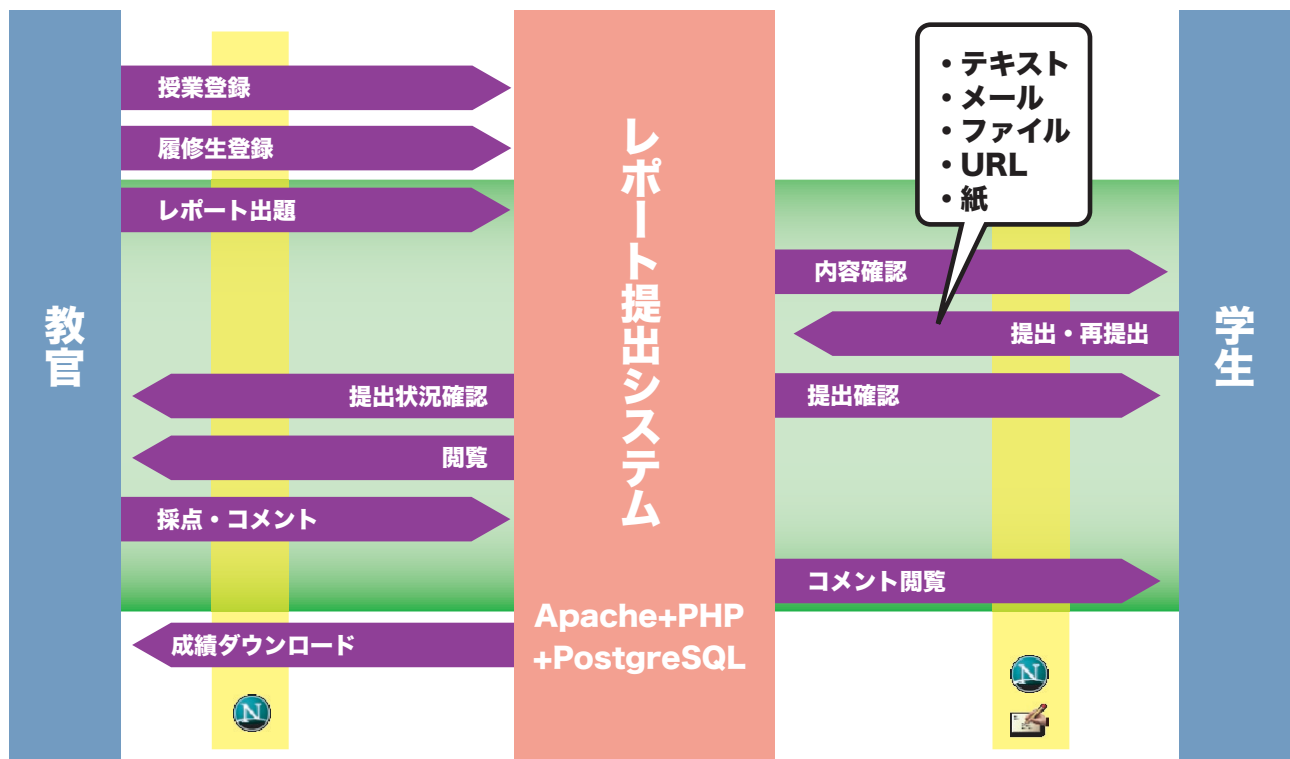 教官
授業登録
履修生登録
レポート出題
提出状況確認
閲覧
採点・コメント
成績ダウンロード
レポート提出システム
Apache+PHP
+PostgreSQL
・テキスト
・メール
・ファイル
・URL
・紙
内容確認
提出・再提出
提出確認
コメント閲覧
学生
N
N